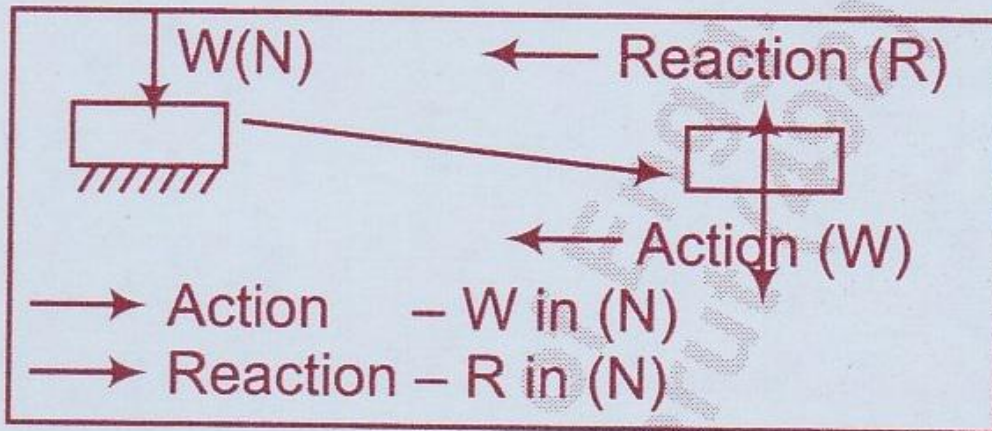 W(N)
Reaction (R)
Action (W)
Action – W in (N)
Reaction – R in (N)